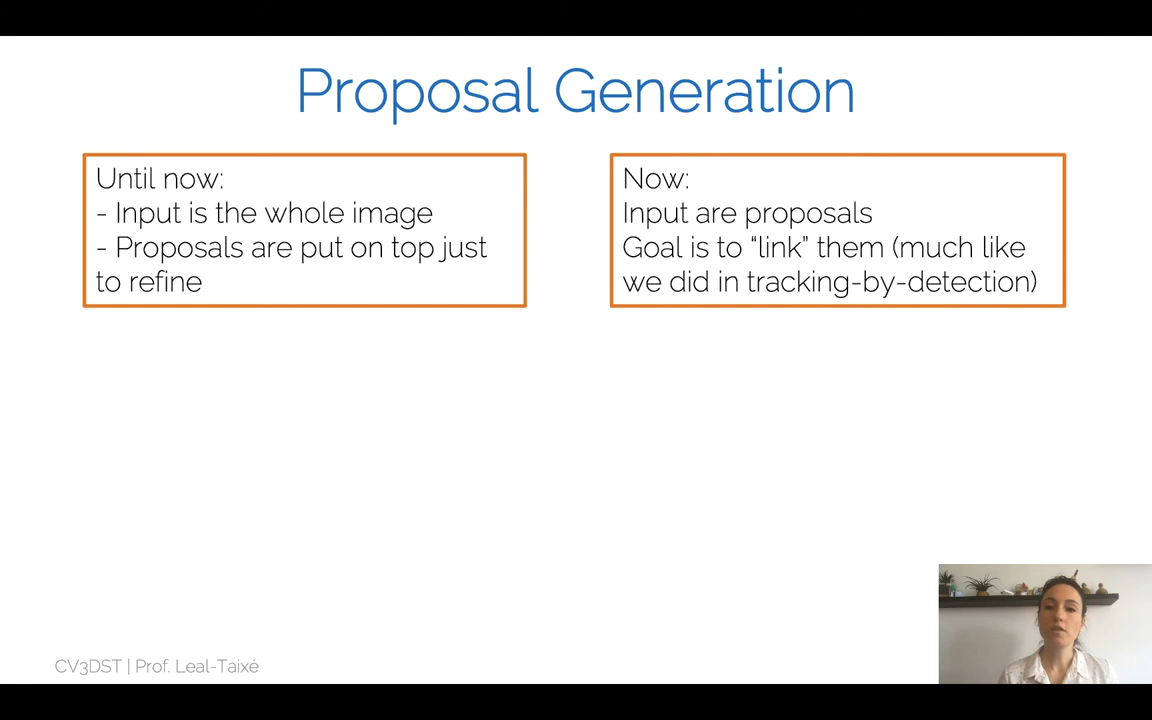 Proposal Generation
Until now:
- Input is the whole image
- Proposals are put on top just
to refine
Now:
Input are proposals
Goal is to “link” them (much like
we did in tracking-by-detection)
CV3DST | Prof. Leal-Taixé